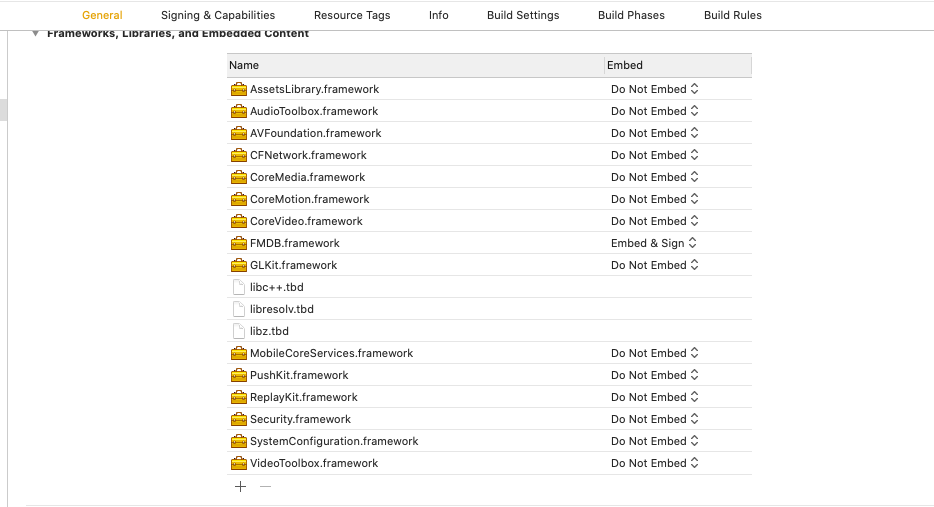 General Signing & Capabilities Resource Tags Info Build Settings Build Phases Build Rules
Frameworks, Libraries, and Embedded Content
Name Embed
AssetsLibrary.framework Do Not Embed
AudioToolbox.framework Do Not Embed
AVFoundation.framework Do Not Embed
CFNetwork.framework Do Not Embed
CoreMedia.framework Do Not Embed
CoreMotion.framework Do Not Embed
CoreVideo.framework Do Not Embed
FMDB.framework Embed & Sign
GLKit.framework Do Not Embed
libc++.tbd
libresolv.tbd
libz.tbd
MobileCoreServices.framework Do Not Embed
PushKit.framework Do Not Embed
ReplayKit.framework Do Not Embed
Security.framework Do Not Embed
SystemConfiguration.framework Do Not Embed
VideoToolbox.framework Do Not Embed